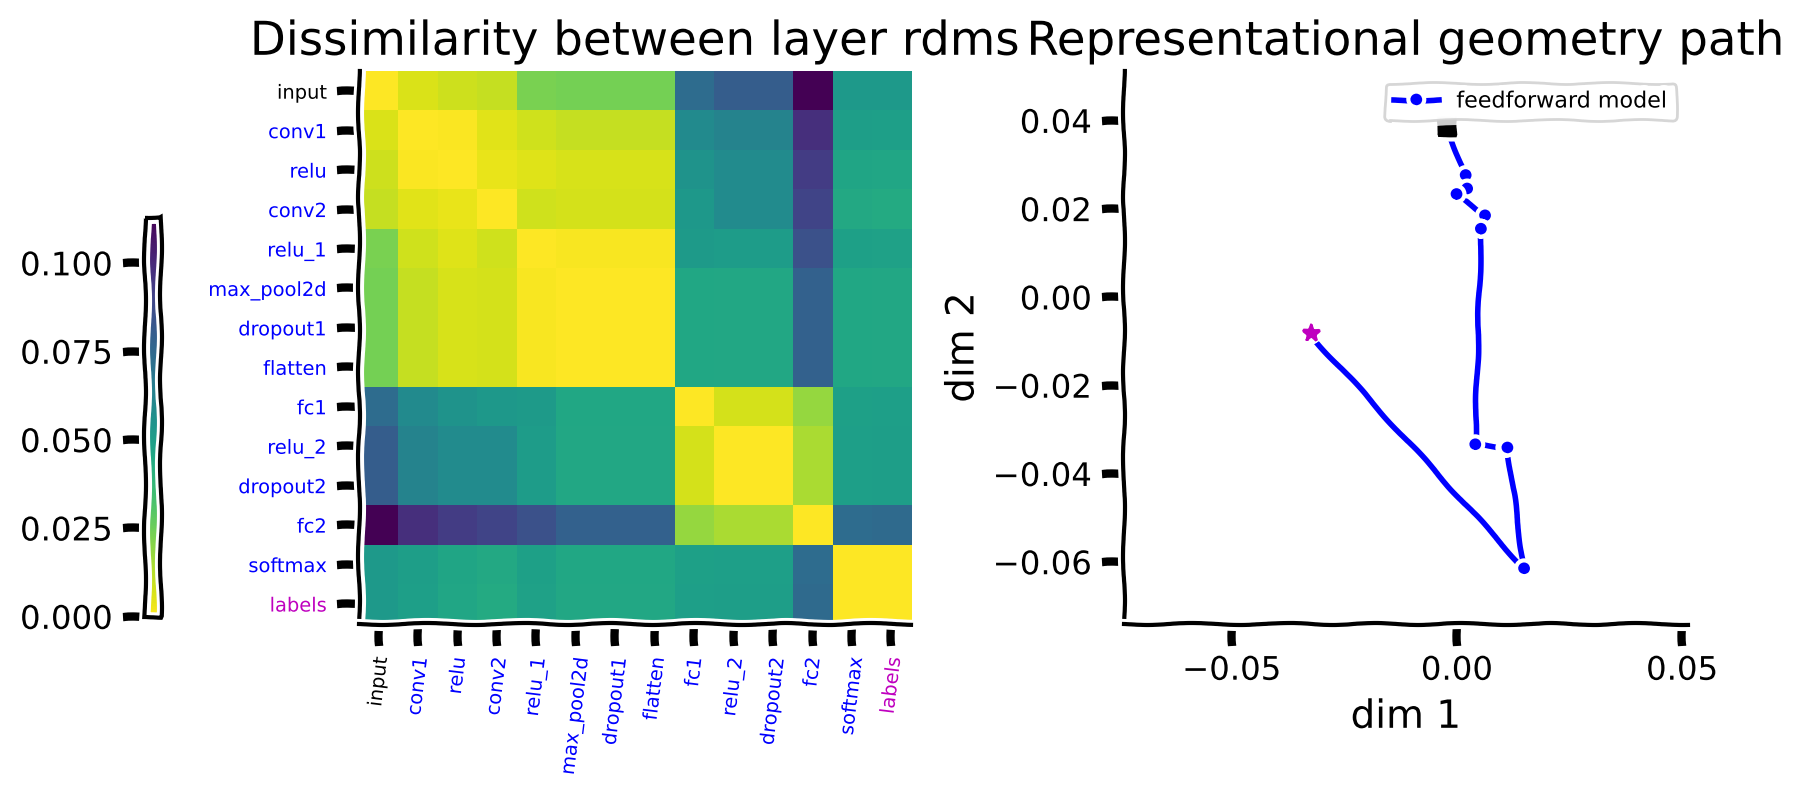 Dissimilarity between layer rdms
0.100
0.075
0.050
0.025
0.000
input
conv1
relu
conv2
relu_1
max_pool2d
dropout1
flatten
fc1
relu_2
dropout2
fc2
softmax
labels
input
conv1
relu
conv2
relu_1
max_pool2d
dropout1
flatten
fc1
relu_2
dropout2
fc2
softmax
labels
Representational geometry path
feedforward model
dim 2
0.04
0.02
0.00
−0.02
−0.04
−0.06
−0.05
0.00
0.05
dim 1